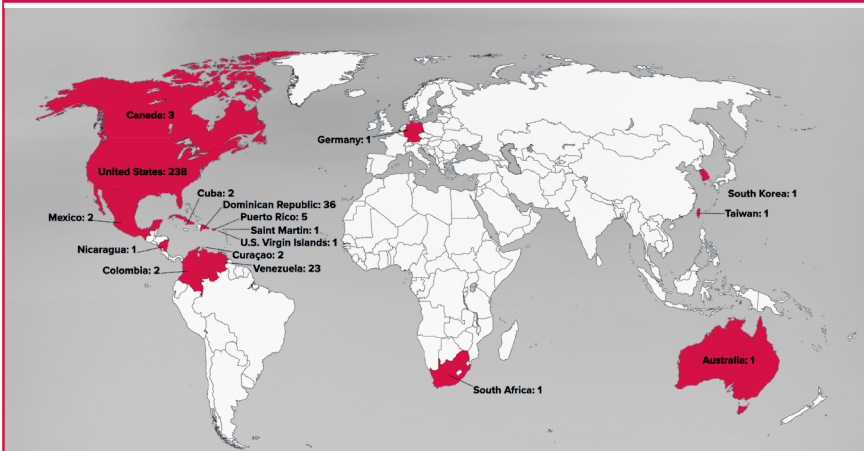 Canada: 3
Germany: 1
United States: 238
Cuba: 2
South Korea: 1
Dominican Republic: 36
Mexico: 2
Puerto Rico: 5
Taiwan: 1
Saint Martin: 1
U.S. Virgin Islands: 1
Nicaragua: 1
Curaçao: 2
Colombia: 2
Venezuela: 23
Australia: 1
South Africa: 1